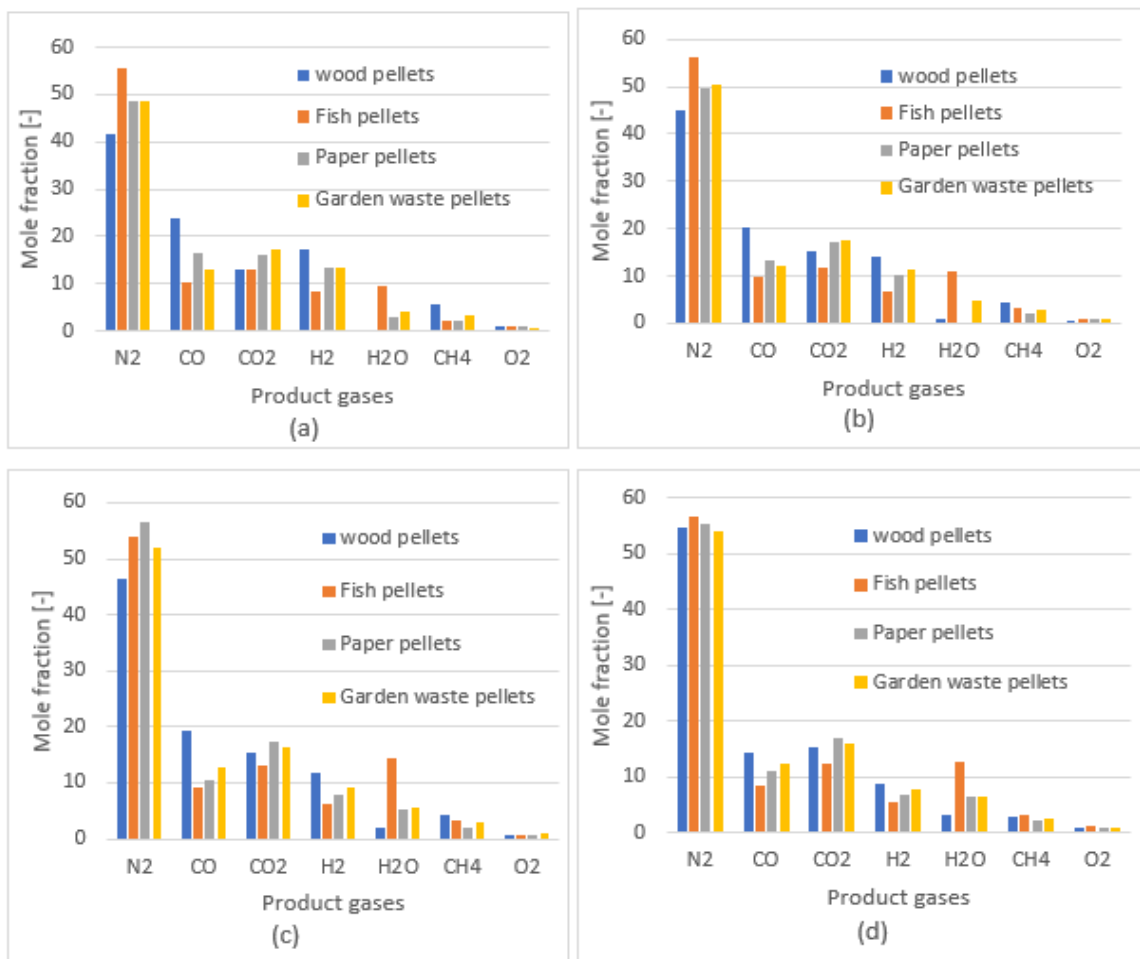 60
50
40
30
20
10
0
Mole fraction [-]
wood pellets
Fish pellets
Paper pellets
Garden waste pellets
N2 CO CO2 H2 H2O CH4 O2
Product gases
(a)
60
50
40
30
20
10
0
Mole fraction [-]
wood pellets
Fish pellets
Paper pellets
Garden waste pellets
N2 CO CO2 H2 H2O CH4 O2
Product gases
(b)
60
50
40
30
20
10
0
Mole fraction [-]
wood pellets
Fish pellets
Paper pellets
Garden waste pellets
N2 CO CO2 H2 H2O CH4 O2
Product gases
(c)
60
50
40
30
20
10
0
Mole fraction [-]
wood pellets
Fish pellets
Paper pellets
Garden waste pellets
N2 CO CO2 H2 H2O CH4 O2
Product gases
(d)